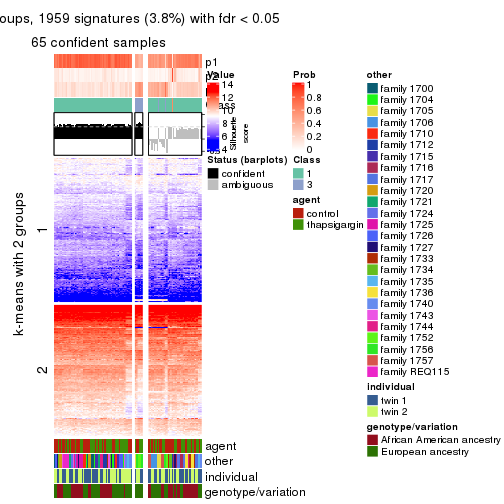 oups, 1959 signatures (3.8%) with fdr < 0.05
65 confident samples
p1
p2
Class
Silhouette
score
k-means with 2 groups
1
2
agent
other
individual
genotype/variation
Value
14
12
10
8
6
4
Status (barplots)
confident
ambiguous
Prob
1
0.8
0.6
0.4
0.2
0
Class
1
3
agent
control
thapsigargin
other
family 1700
family 1704
family 1705
family 1706
family 1710
family 1712
family 1715
family 1716
family 1717
family 1720
family 1721
family 1724
family 1725
family 1726
family 1727
family 1733
family 1734
family 1735
family 1736
family 1740
family 1743
family 1744
family 1752
family 1756
family 1757
family REQ115
individual
twin 1
twin 2
genotype/variation
African American ancestry
European ancestry